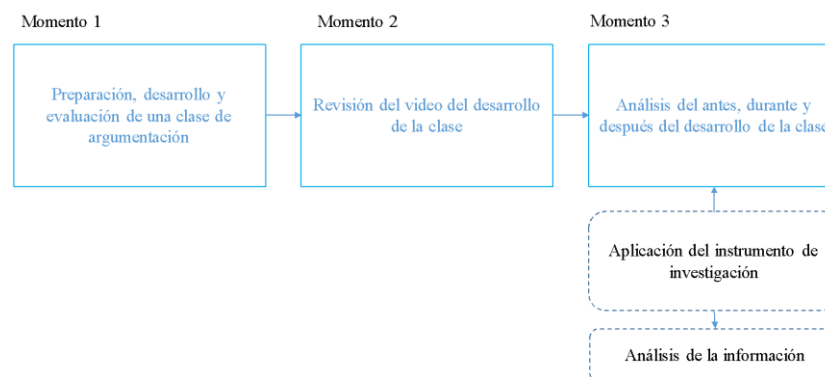 Momento 1
Momento 2
Momento 3
Preparación, desarrollo y
evaluación de una clase de
argumentación
Revisión del video del desarrollo
de la clase
Análisis del antes, durante y
después del desarrollo de la clase
Aplicación del instrumento de
investigación
Análisis de la información